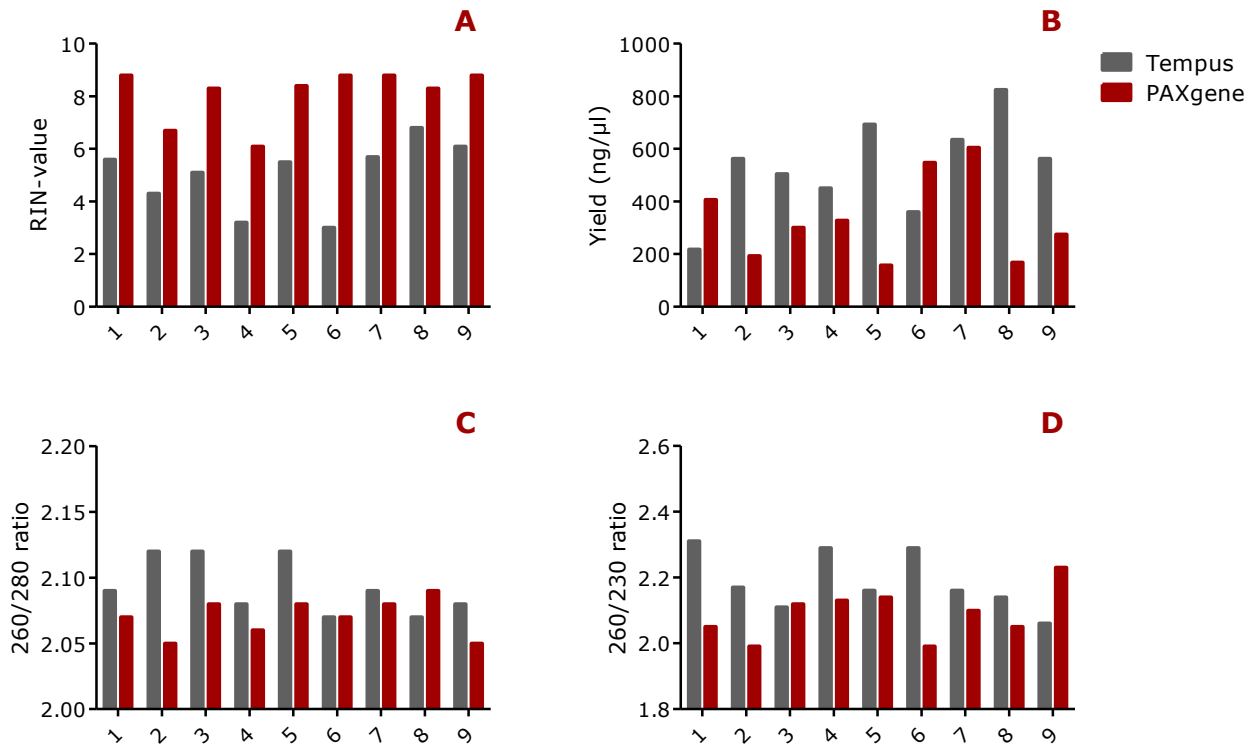 A
RIN-value
10
8
6
4
2
0
1 2 3 4 5 6 7 8 9
B
Yield (ng/µl)
1000
800
600
400
200
0
1 2 3 4 5 6 7 8 9
Tempus
PAXgene
C
260/280 ratio
2.20
2.15
2.10
2.05
2.00
1 2 3 4 5 6 7 8 9
D
260/230 ratio
2.6
2.4
2.2
2.0
1.8
1 2 3 4 5 6 7 8 9